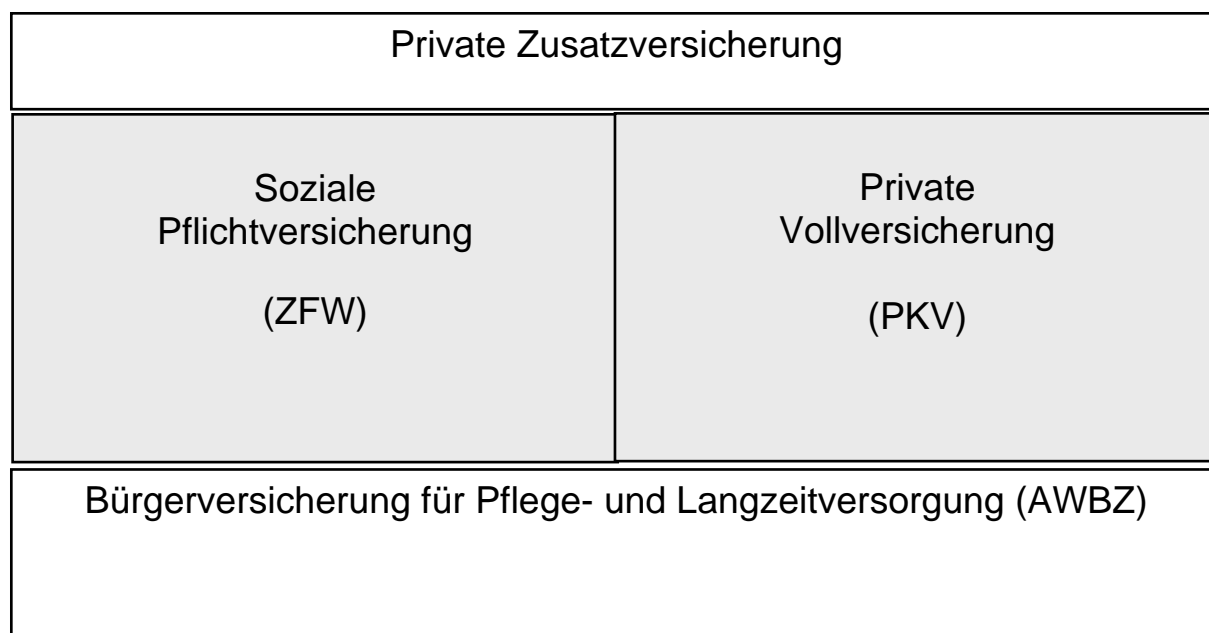 Private Zusatzversicherung
Soziale
Pflichtversicherung
(ZFW)
Private
Vollversicherung
(PKV)
Bürgerversicherung für Pflege- und Langzeitversorgung (AWBZ)